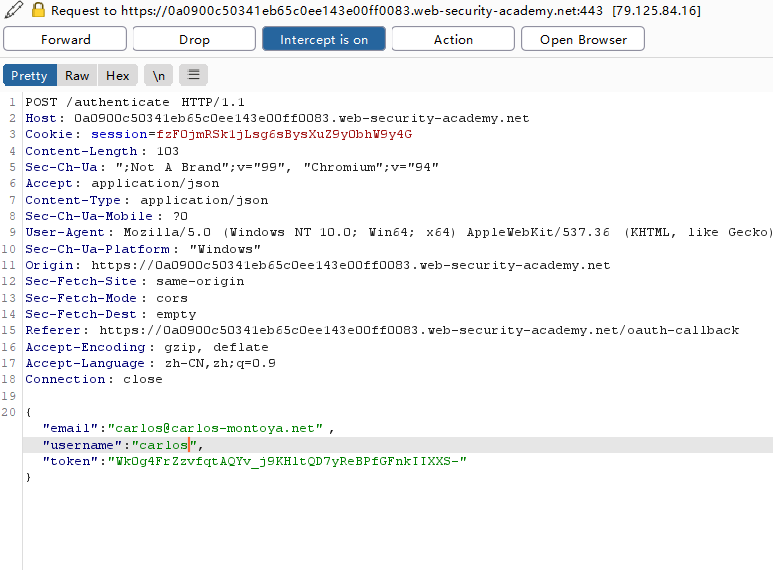 Request to https://0a0900c50341eb65c0ee143e00ff0083.web-security-academy.net:443 [79.125.84.16]
Forward Drop Intercept is on Action Open Browser
Pretty Raw Hex \n
1 POST /authenticate HTTP/1.1
2 Host: 0a0900c50341eb65c0ee143e00ff0083.web-security-academy.net
3 Cookie: session=fzF0jmRSk1jLsg6sBysXuZ9y0bhW9y4G
4 Content-Length: 103
5 Sec-Ch-Ua: ";Not A Brand";v="99", "Chromium";v="94"
6 Accept: application/json
7 Content-Type: application/json
8 Sec-Ch-Ua-Mobile: ?0
9 User-Agent: Mozilla/5.0 (Windows NT 10.0; Win64; x64) AppleWebKit/537.36 (KHTML, like Gecko)
10 Sec-Ch-Ua-Platform: "Windows"
11 Origin: https://0a0900c50341eb65c0ee143e00ff0083.web-security-academy.net
12 Sec-Fetch-Site: same-origin
13 Sec-Fetch-Mode: cors
14 Sec-Fetch-Dest: empty
15 Referer: https://0a0900c50341eb65c0ee143e00ff0083.web-security-academy.net/oauth-callback
16 Accept-Encoding: gzip, deflate
17 Accept-Language: zh-CN,zh;q=0.9
18 Connection: close
19
20 {
"email":"carlos@carlos-montoya.net",
"username":"carlos",
"token":"Wk0g4FrZzvfqtAQYv_j9KHltQD7yReBPfGFnkIIXXS-"
}